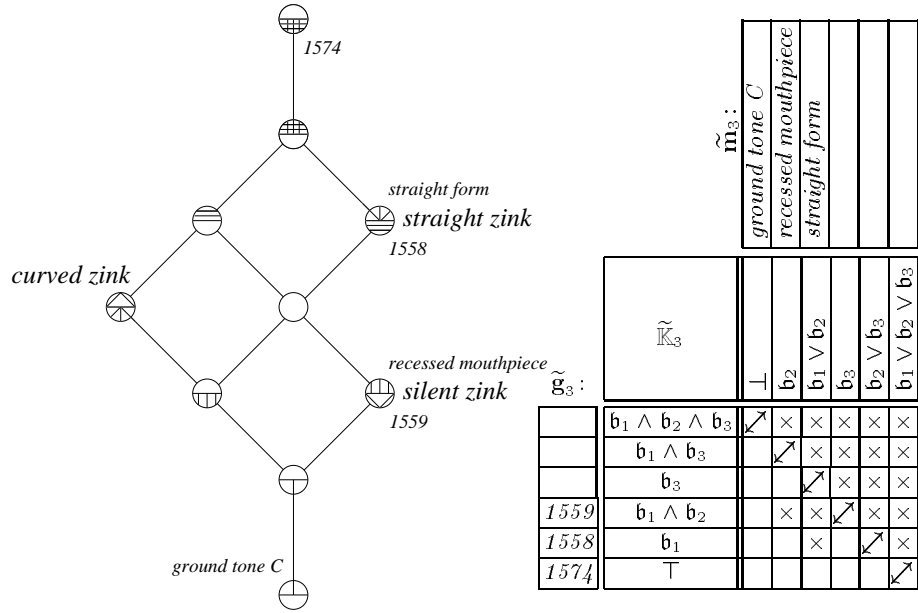 1574
straight form
straight zink
1558
curved zink
recessed mouthpiece
silent zink
1559
ground tone C
m̃₃:
ground tone C
recessed mouthpiece
straight form
𝕂̃₃
⊥
𝔟₂
𝔟₁ ∨ 𝔟₂
𝔟₃
𝔟₂ ∨ 𝔟₃
𝔟₁ ∨ 𝔟₂ ∨ 𝔟₃
g̃₃:
𝔟₁ ∧ 𝔟₂ ∧ 𝔟₃ ⤢ × × × × ×
𝔟₁ ∧ 𝔟₃ ⤢ × × × ×
𝔟₃ ⤢ × × ×
1559 𝔟₁ ∧ 𝔟₂ × × ⤢ × ×
1558 𝔟₁ × ⤢ ×
1574 ⊤ ⤢